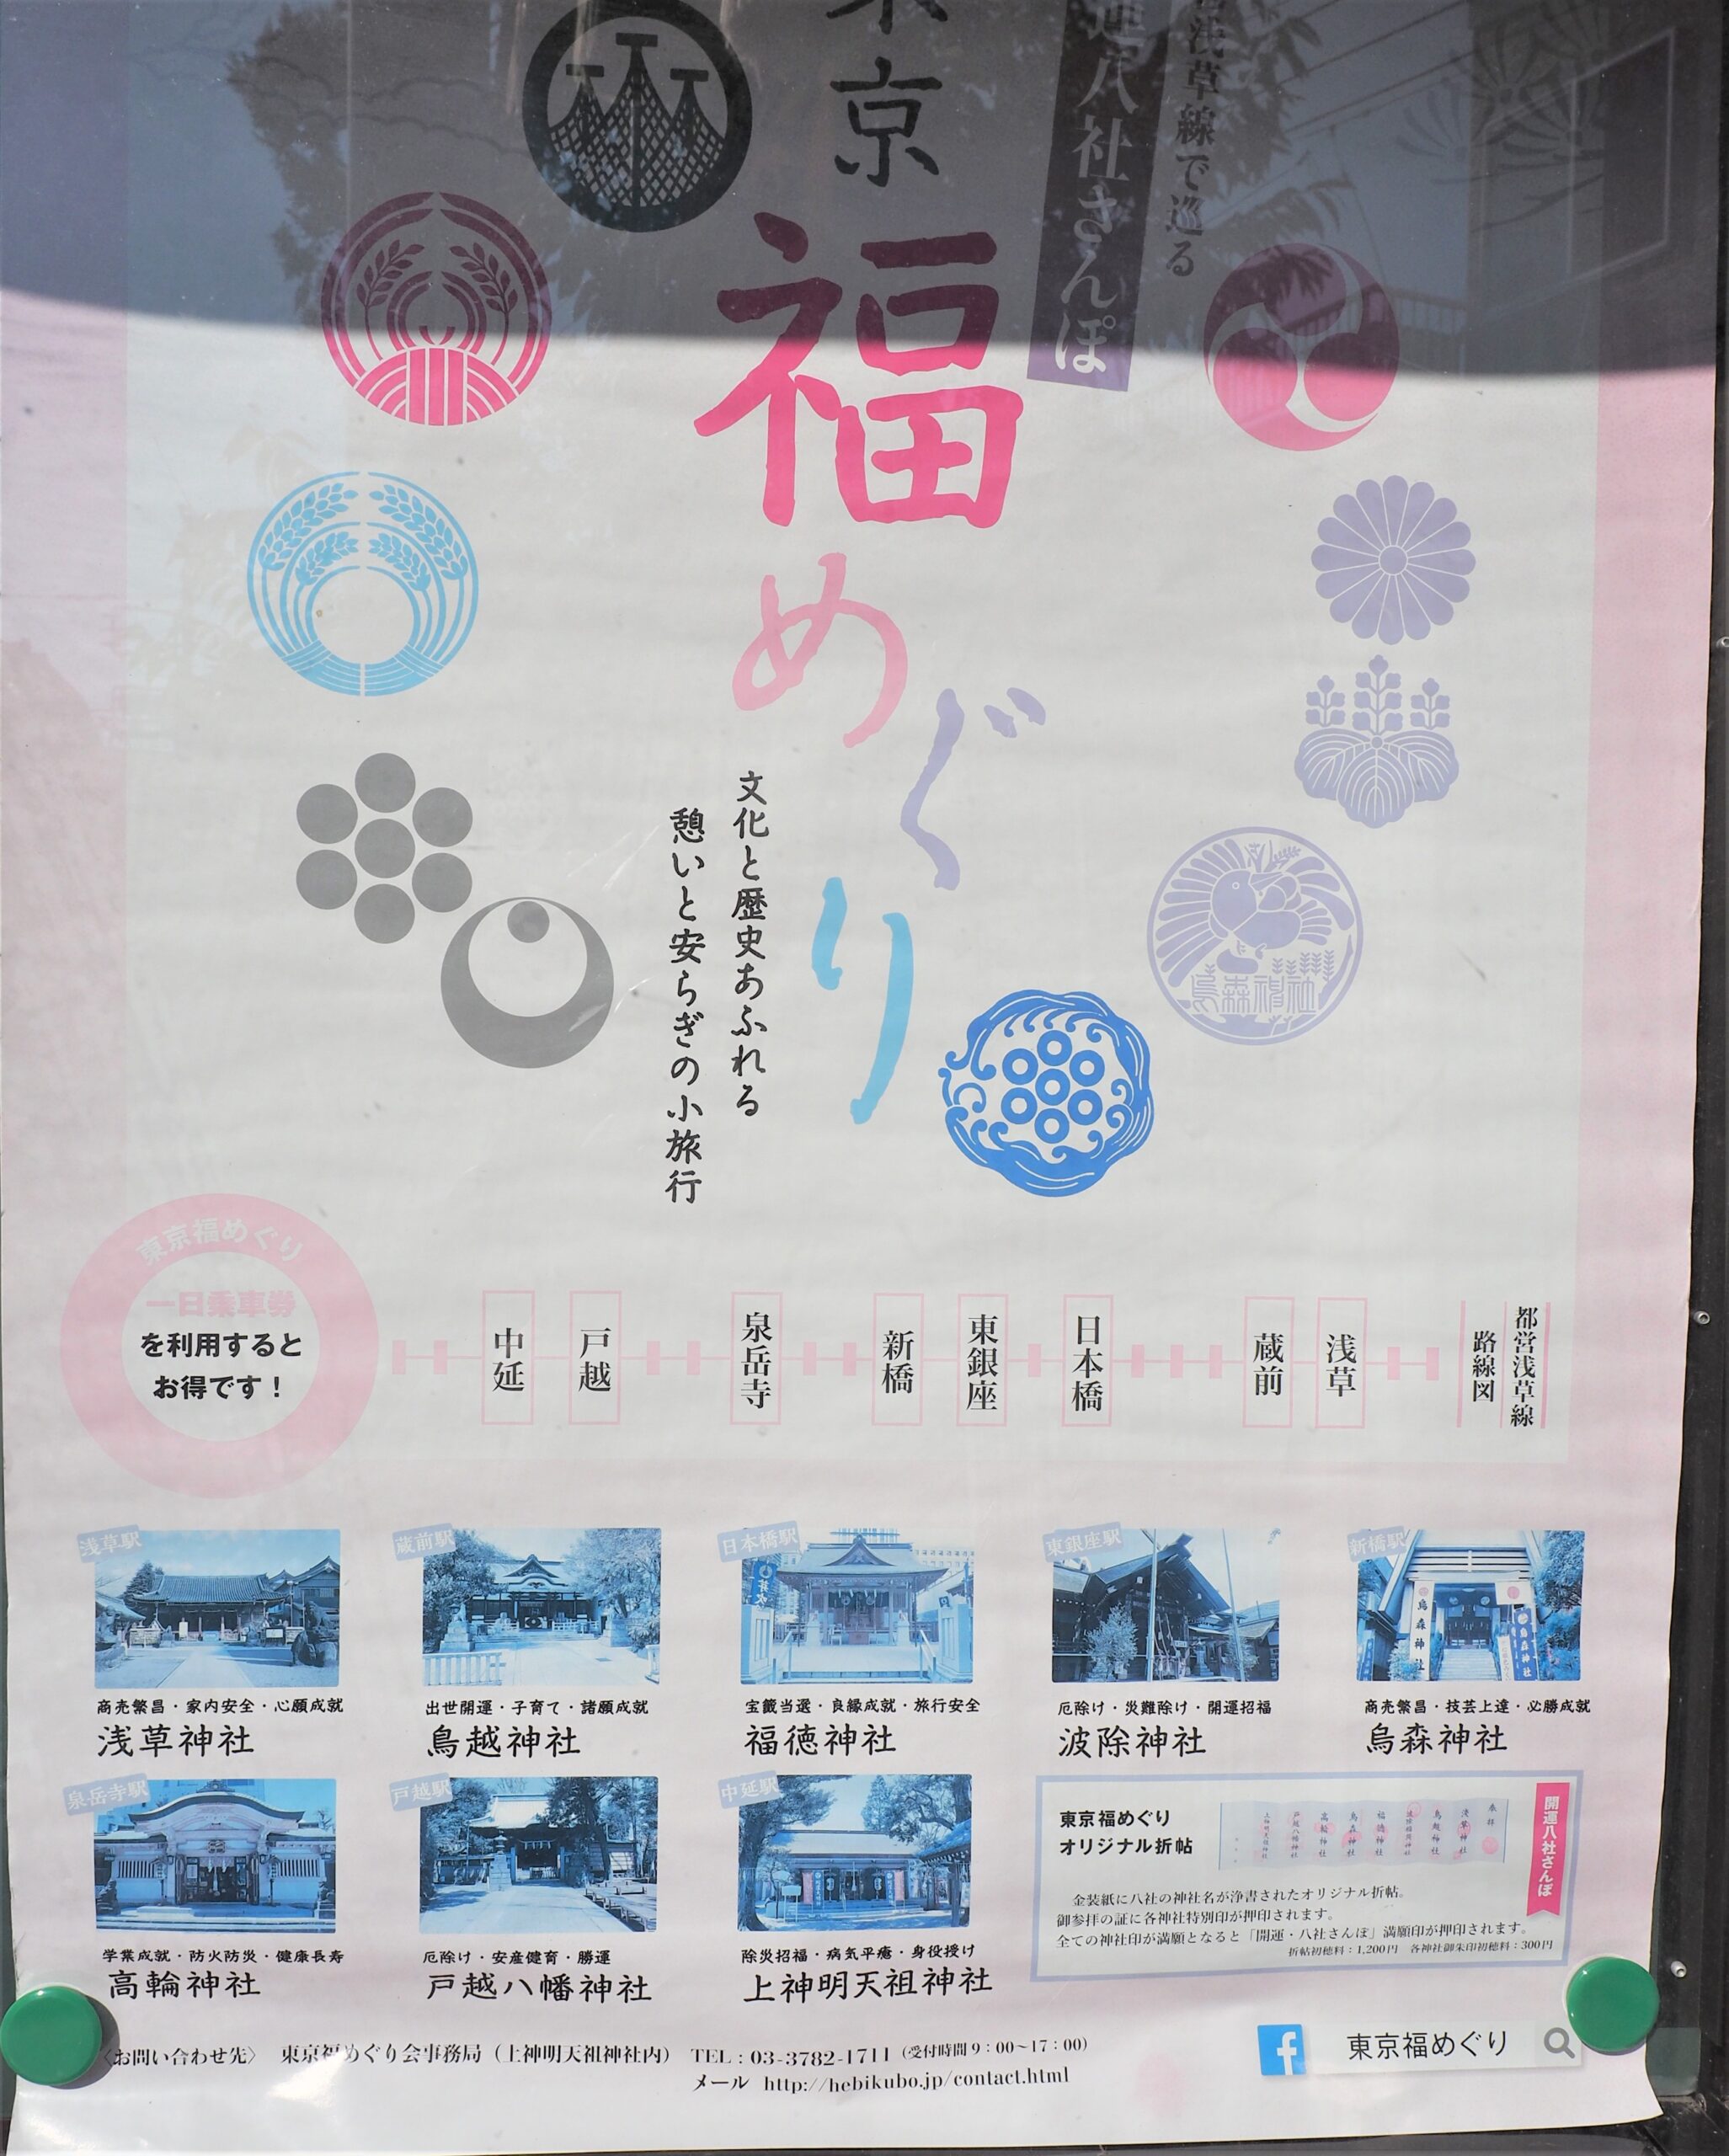 浅草線で巡る
運八社さんぽ
京
福めぐり
文化と歴史あふれる
憩いと安らぎの小旅行
烏森神社
東京福めぐり
一日乗車券
を利用すると
お得です！
都営浅草線
路線図
浅草
蔵前
日本橋
東銀座
新橋
泉岳寺
戸越
中延
浅草駅
商売繁昌・家内安全・心願成就
浅草神社
蔵前駅
出世開運・子育て・諸願成就
鳥越神社
日本橋駅
宝籤当選・良縁成就・旅行安全
福徳神社
東銀座駅
厄除け・災難除け・開運招福
波除神社
新橋駅
烏森神社
烏森神社
商売繁昌・技芸上達・必勝成就
烏森神社
泉岳寺駅
学業成就・防火防災・健康長寿
高輪神社
戸越駅
厄除け・安産健育・勝運
戸越八幡神社
中延駅
除災招福・病気平癒・身役授け
上神明天祖神社
開運八社さんぽ
東京福めぐり
オリジナル折帖
金装紙に八社の神社名が浄書されたオリジナル折帖。
御参拝の証に各神社特別印が押印されます。
全ての神社印が満願となると「開運・八社さんぽ」満願印が押印されます。
折帖初穂料：1,200円 各神社御朱印初穂料：300円
〈お問い合わせ先〉 東京福めぐり会事務局（上神明天祖神社内） TEL：03-3782-1711（受付時間 9：00〜17：00）
メール http://hebikubo.jp/contact.html
東京福めぐり